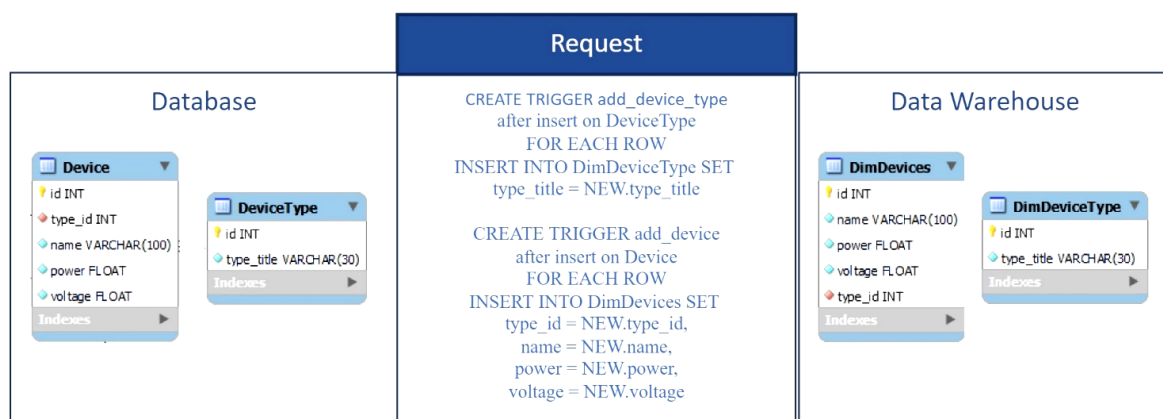 Request
Database
Device
id INT
type_id INT
name VARCHAR(100)
power FLOAT
voltage FLOAT
Indexes
DeviceType
id INT
type_title VARCHAR(30)
Indexes
CREATE TRIGGER add_device_type
after insert on DeviceType
FOR EACH ROW
INSERT INTO DimDeviceType SET
type_title = NEW.type_title
CREATE TRIGGER add_device
after insert on Device
FOR EACH ROW
INSERT INTO DimDevices SET
type_id = NEW.type_id,
name = NEW.name,
power = NEW.power,
voltage = NEW.voltage
Data Warehouse
DimDevices
id INT
name VARCHAR(100)
power FLOAT
voltage FLOAT
type_id INT
Indexes
DimDeviceType
id INT
type_title VARCHAR(30)
Indexes